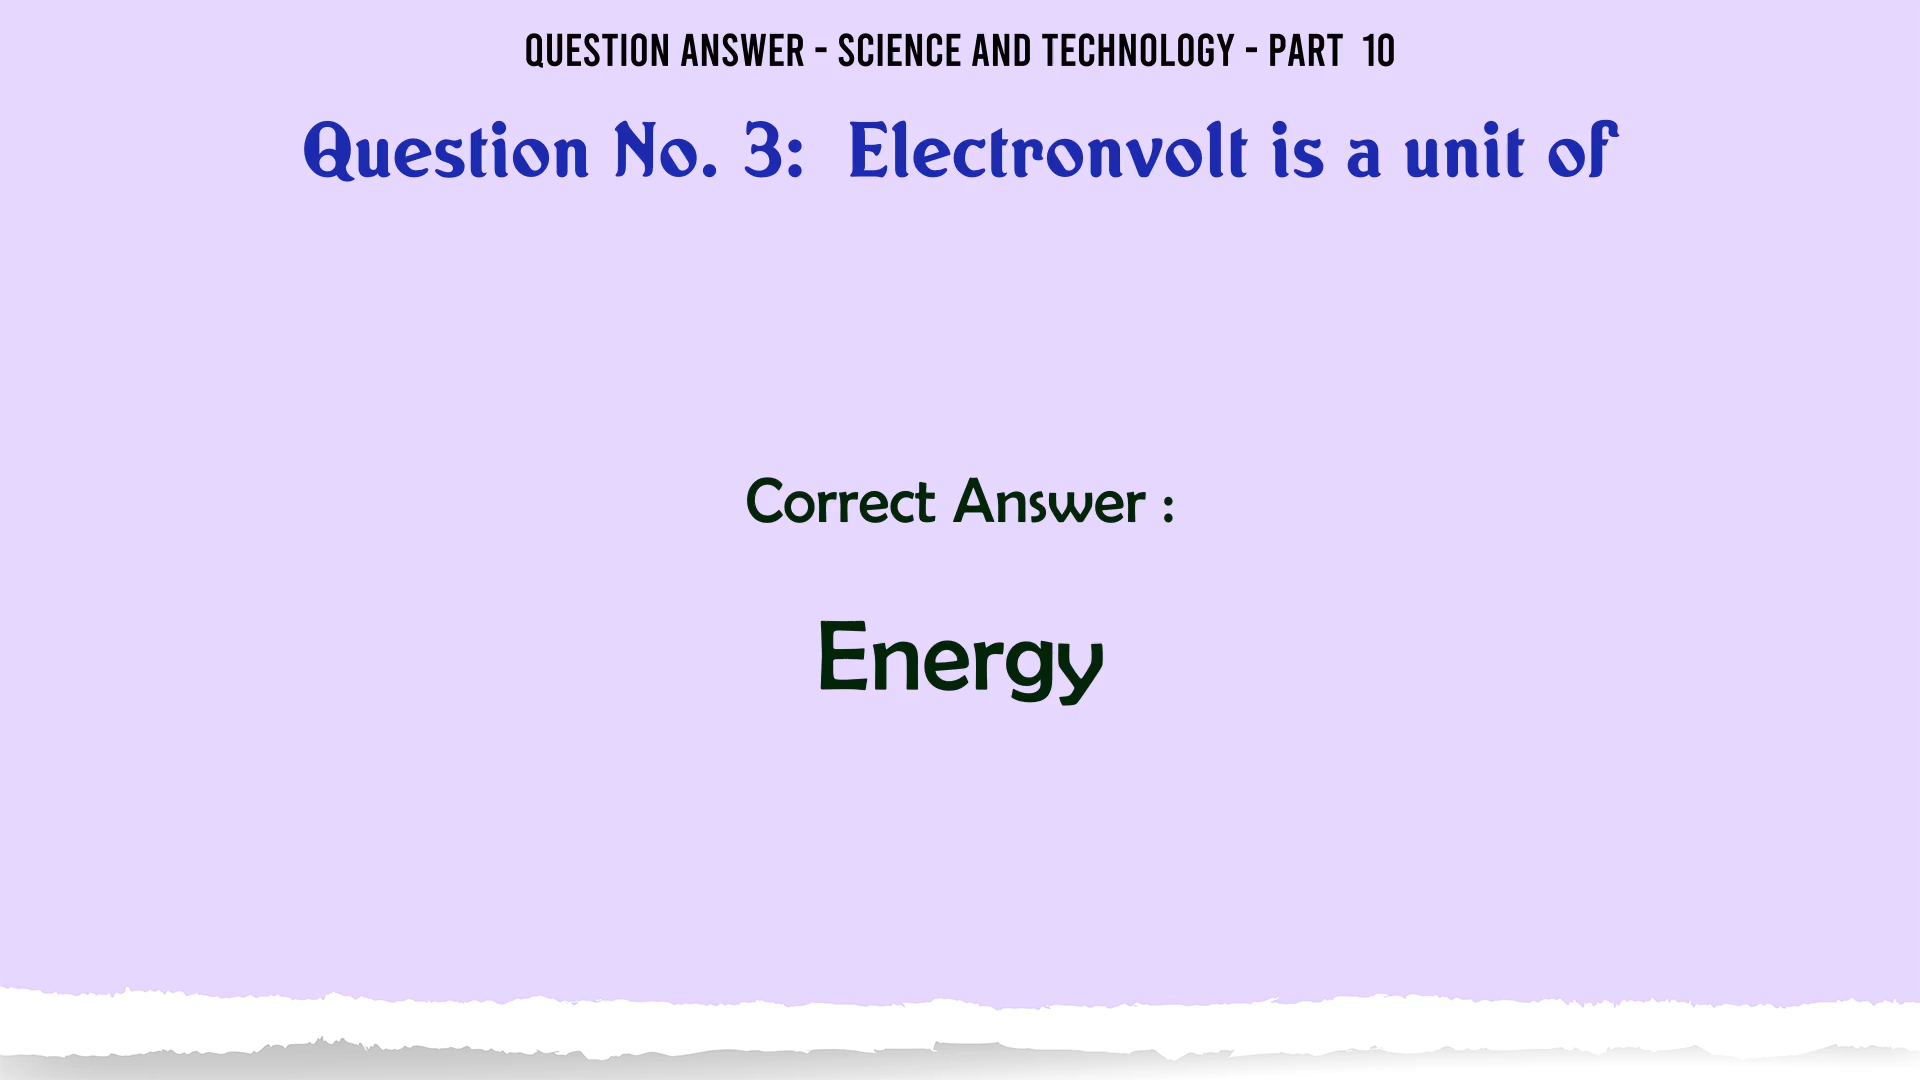 QUESTION ANSWER - SCIENCE AND TECHNOLOGY - PART 10
Question No. 3: Electronvolt is a unit of
Correct Answer :
Energy